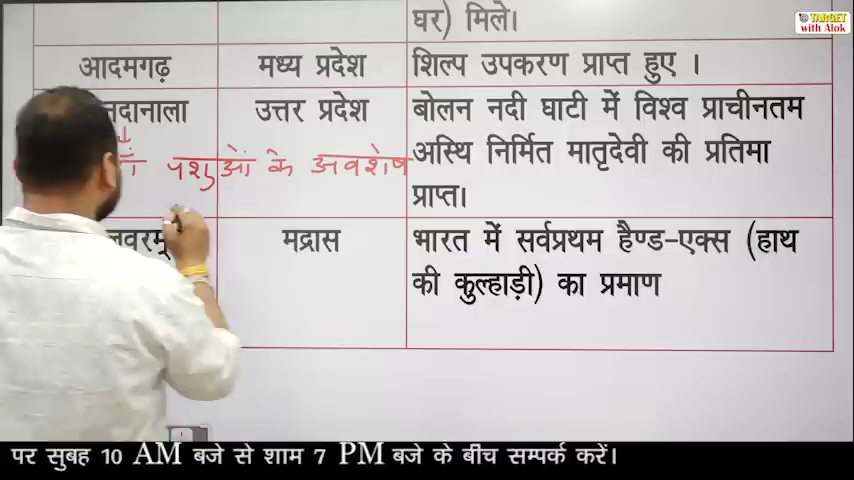 घर) मिले।
TARGET
with Alok
आदमगढ़ मध्य प्रदेश शिल्प उपकरण प्राप्त हुए ।
उत्तर प्रदेश बोलन नदी घाटी में विश्व प्राचीनतम
पशुओं के अवशेष अस्थि निर्मित मातृदेवी की प्रतिमा
प्राप्त।
मद्रास भारत में सर्वप्रथम हैण्ड-एक्स (हाथ
की कुल्हाड़ी) का प्रमाण
पर सुबह 10 AM बजे से शाम 7 PM बजे के बीच सम्पर्क करें।